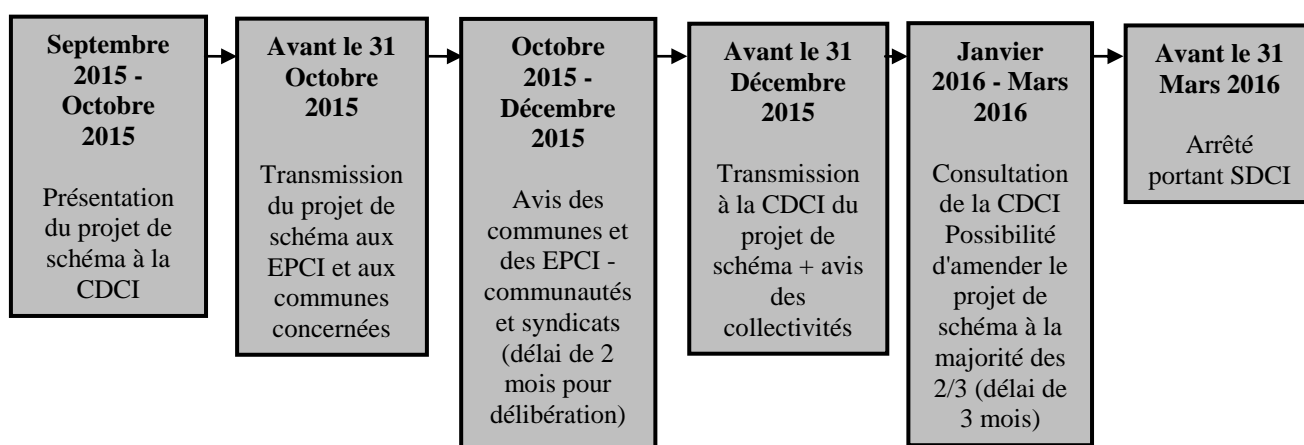 Septembre
2015 -
Octobre
2015
Présentation
du projet de
schéma à la
CDCI
Avant le 31
Octobre
2015
Transmission
du projet de
schéma aux
EPCI et aux
communes
concernées
Octobre
2015 -
Décembre
2015
Avis des
communes et
des EPCI -
communautés
et syndicats
(délai de 2
mois pour
délibération)
Avant le 31
Décembre
2015
Transmission
à la CDCI du
projet de
schéma + avis
des
collectivités
Janvier
2016 - Mars
2016
Consultation
de la CDCI
Possibilité
d'amender le
projet de
schéma à la
majorité des
2/3 (délai de
3 mois)
Avant le 31
Mars 2016
Arrêté
portant SDCI